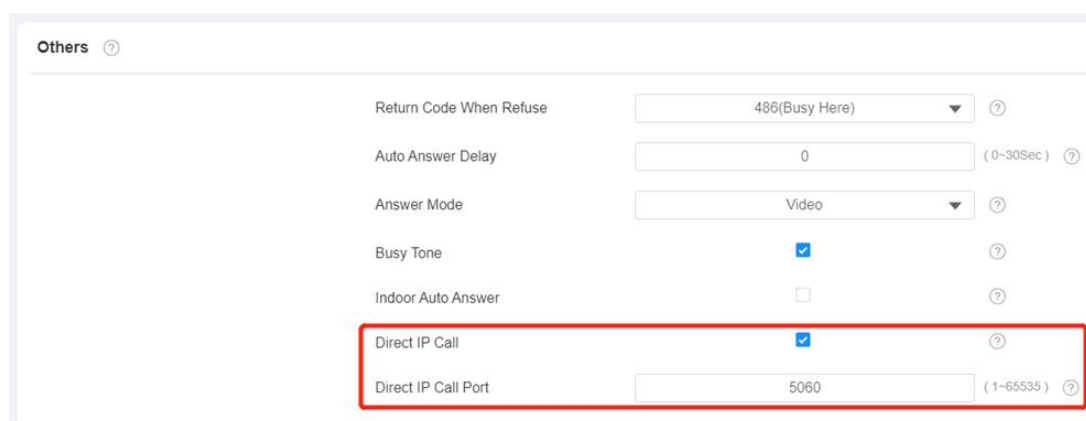 Others ?
Return Code When Refuse 486(Busy Here) ?
Auto Answer Delay 0 (0~30Sec) ?
Answer Mode Video ?
Busy Tone ?
Indoor Auto Answer ?
Direct IP Call ?
Direct IP Call Port 5060 (1~65535) ?